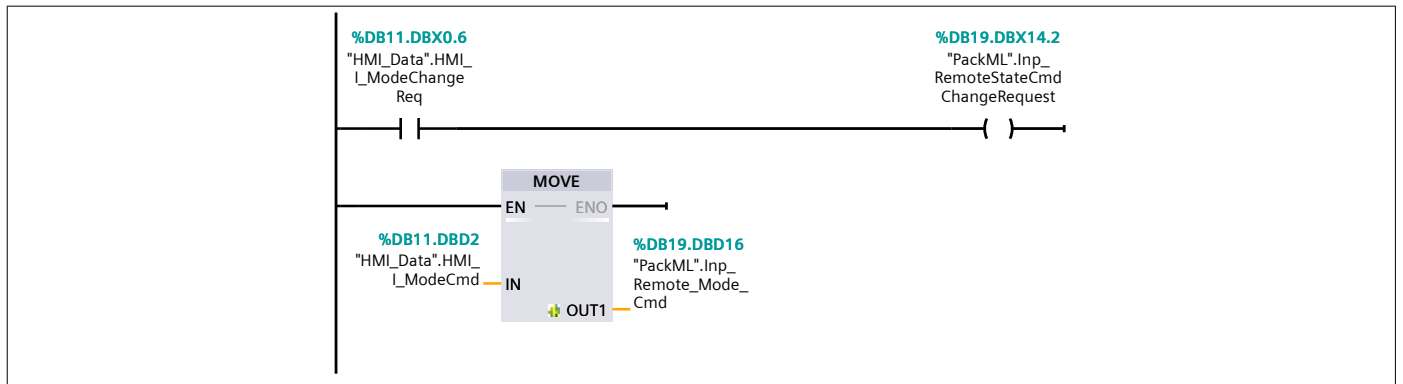 %DB11.DBX0.6
"HMI_Data".HMI_
I_ModeChange
Req
%DB19.DBX14.2
"PackML".Inp_
RemoteStateCmd
ChangeRequest
MOVE
EN
ENO
%DB11.DBD2
"HMI_Data".HMI_
I_ModeCmd
IN
%DB19.DBD16
"PackML".Inp_
Remote_Mode_
Cmd
OUT1